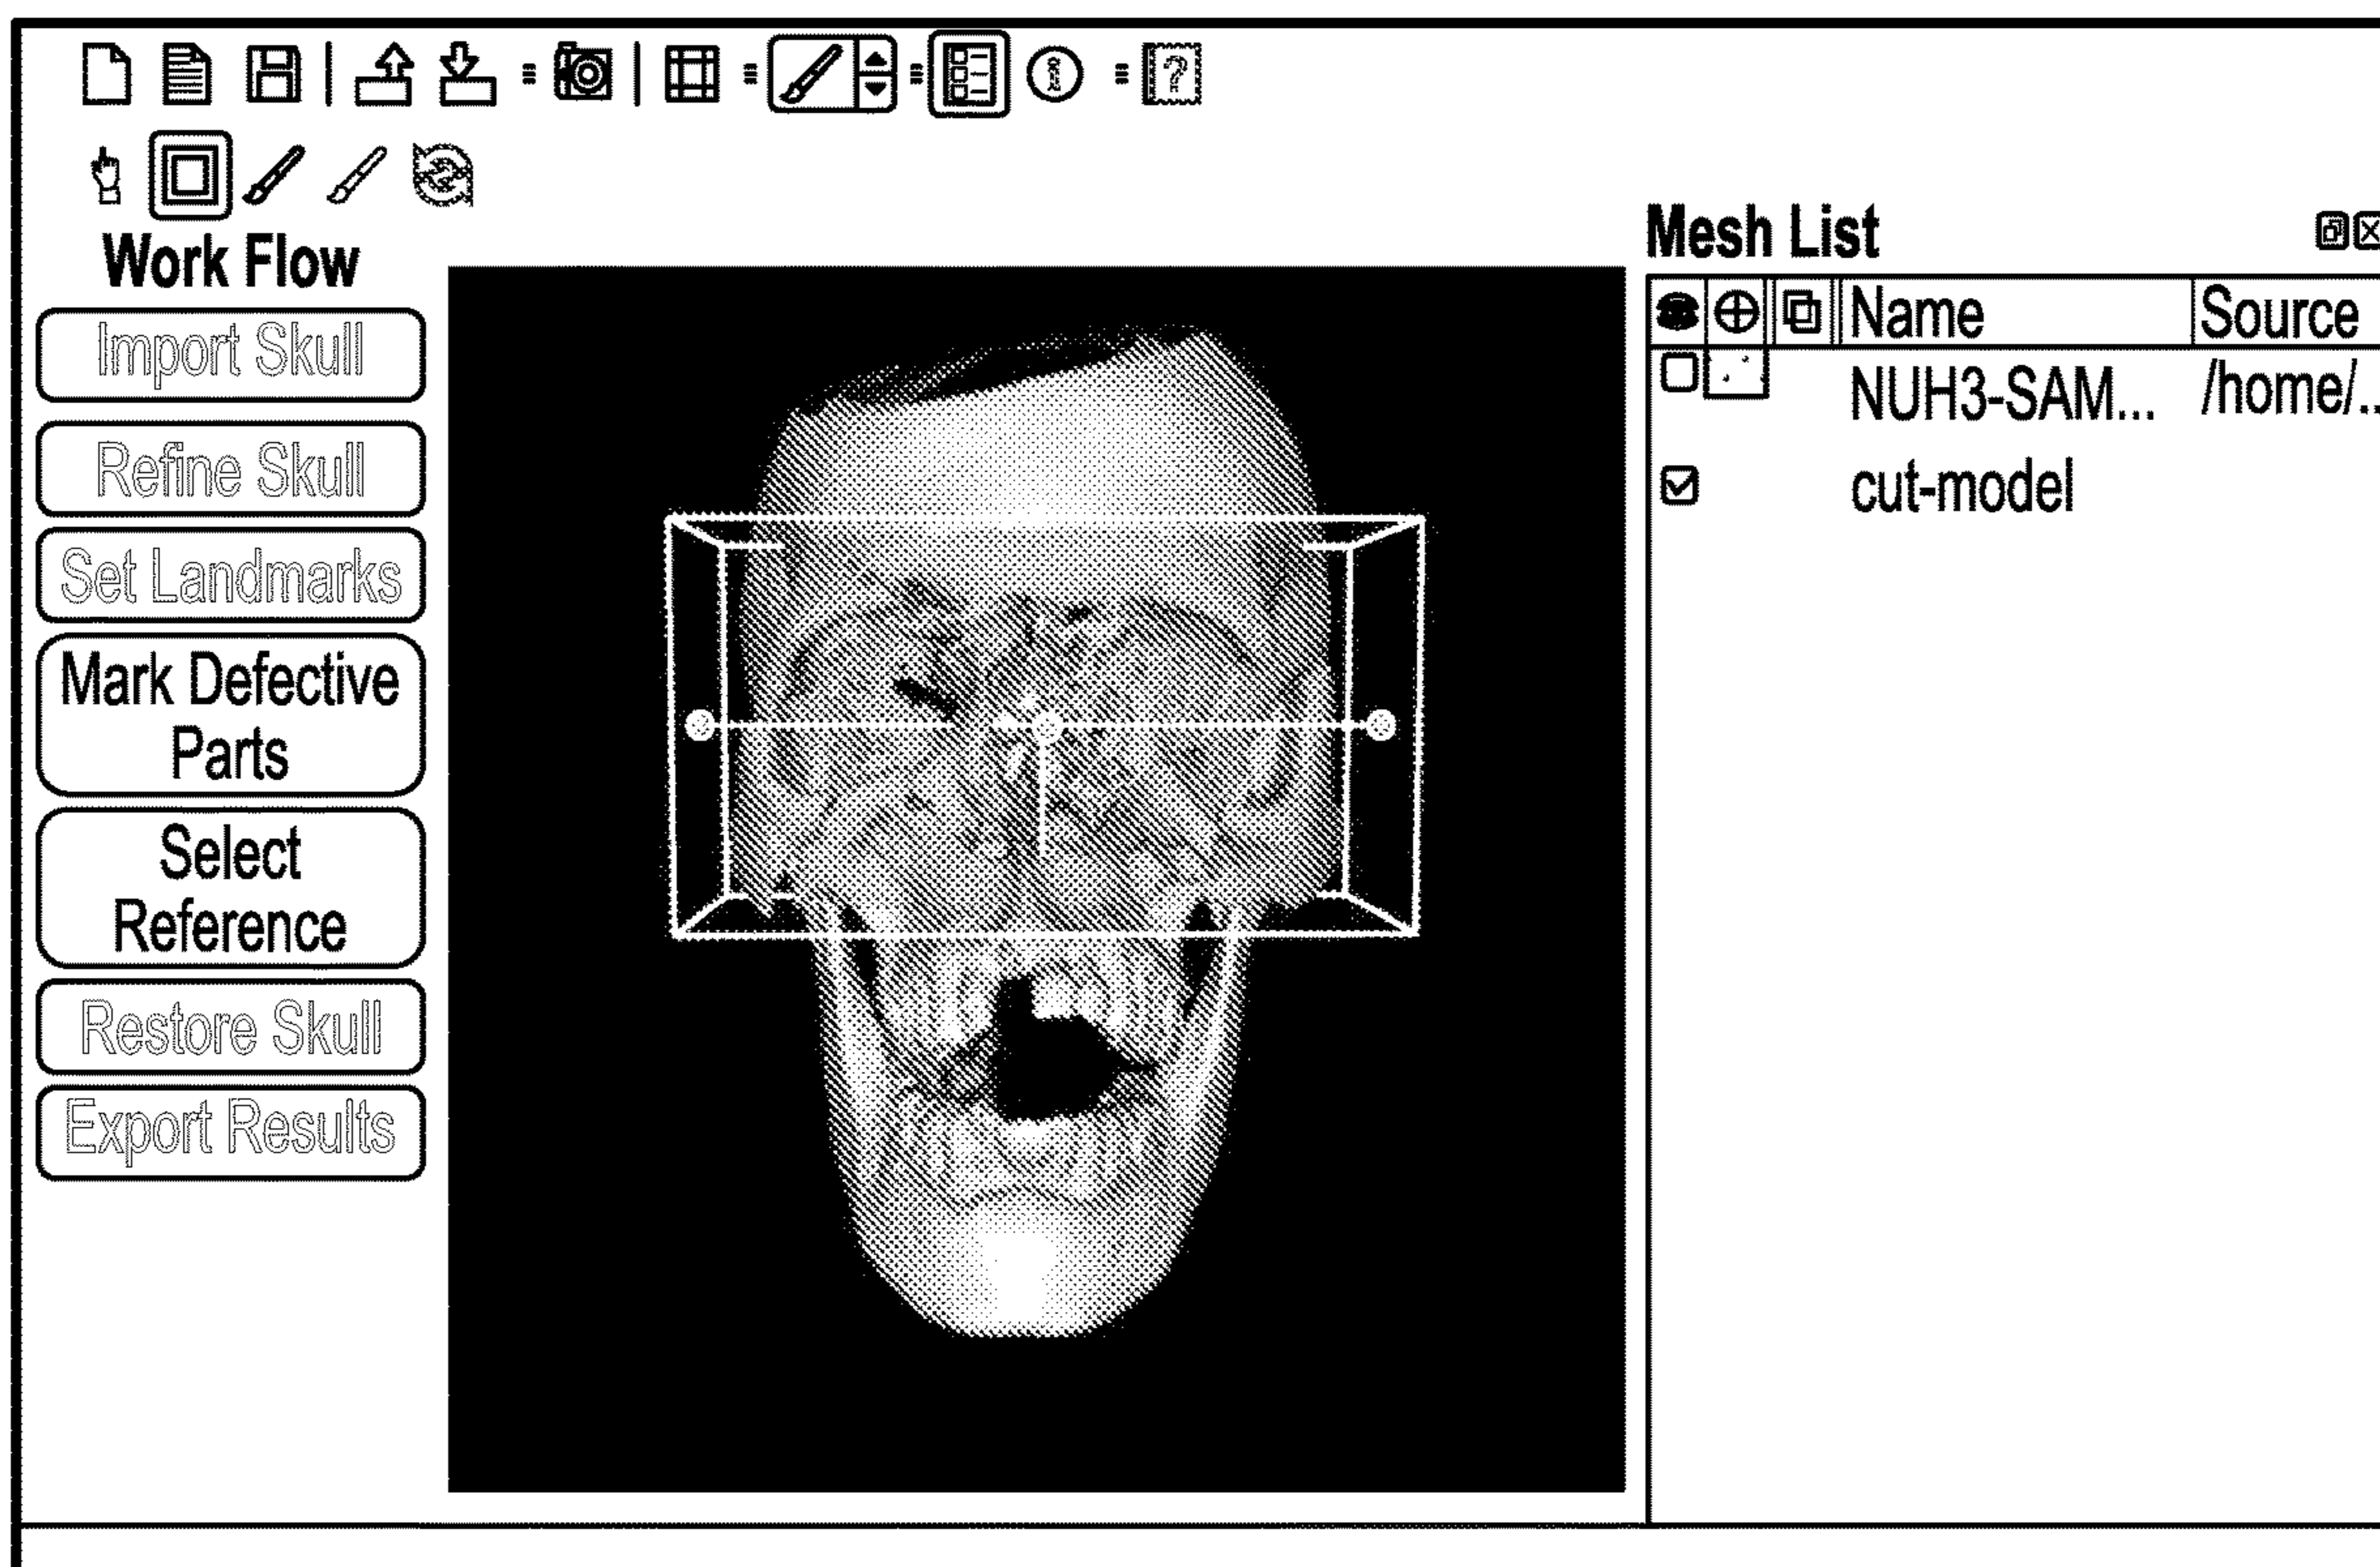 Work Flow
Import Skull
Refine Skull
Set Landmarks
Mark Defective
Parts
Select
Reference
Restore Skull
Export Results
Mesh List
Name Source
NUH3-SAM... /home/..
cut-model